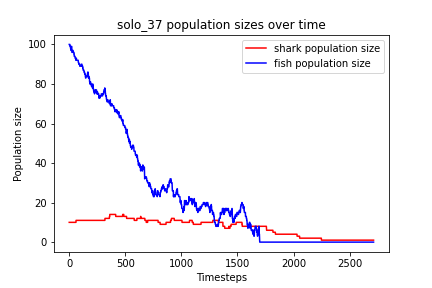 solo_37 population sizes over time
shark population size
fish population size
Population size
100
80
60
40
20
0
0 500 1000 1500 2000 2500
Timesteps